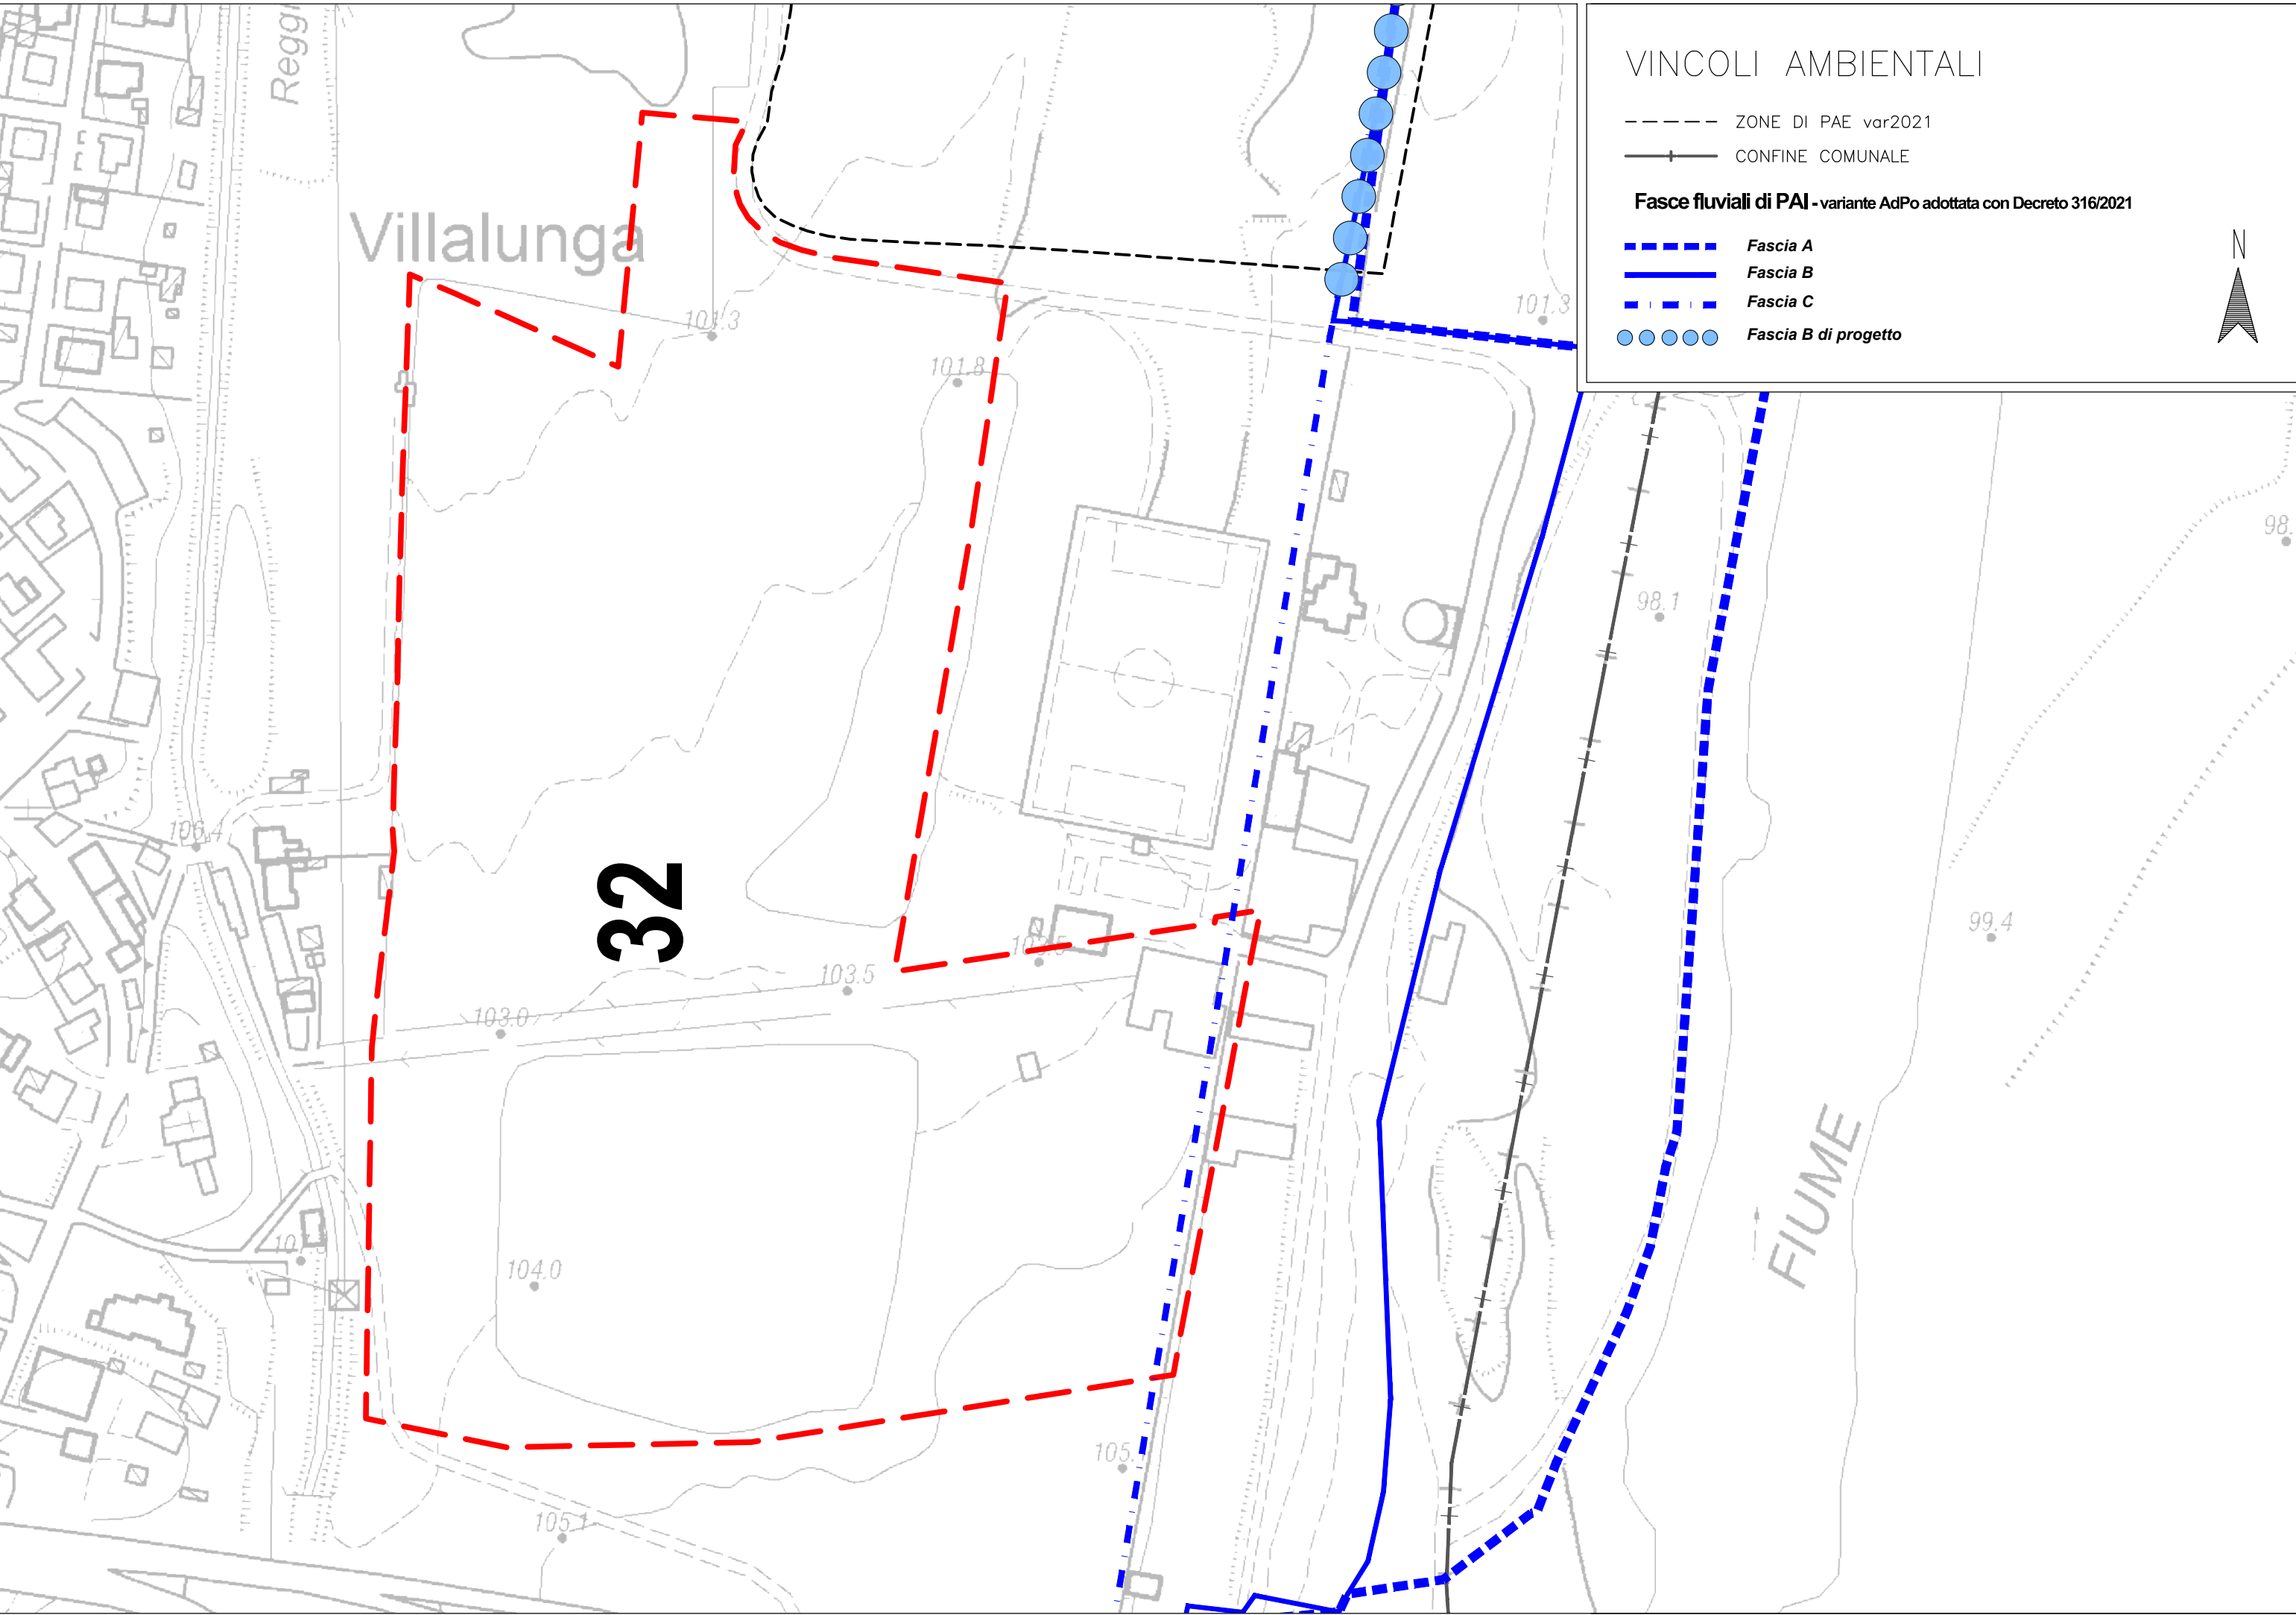 VINCOLI AMBIENTALI
ZONE DI PAE var2021
CONFINE COMUNALE
Fasce fluviali di PAI - variante AdPo adottata con Decreto 316/2021
Fascia A
Fascia B
Fascia C
Fascia B di progetto
N
Villalunga
101.3
101.3
101.8
98.1
106.4
32
99.4
103.5
103.0
FIUME
104.0
105.1